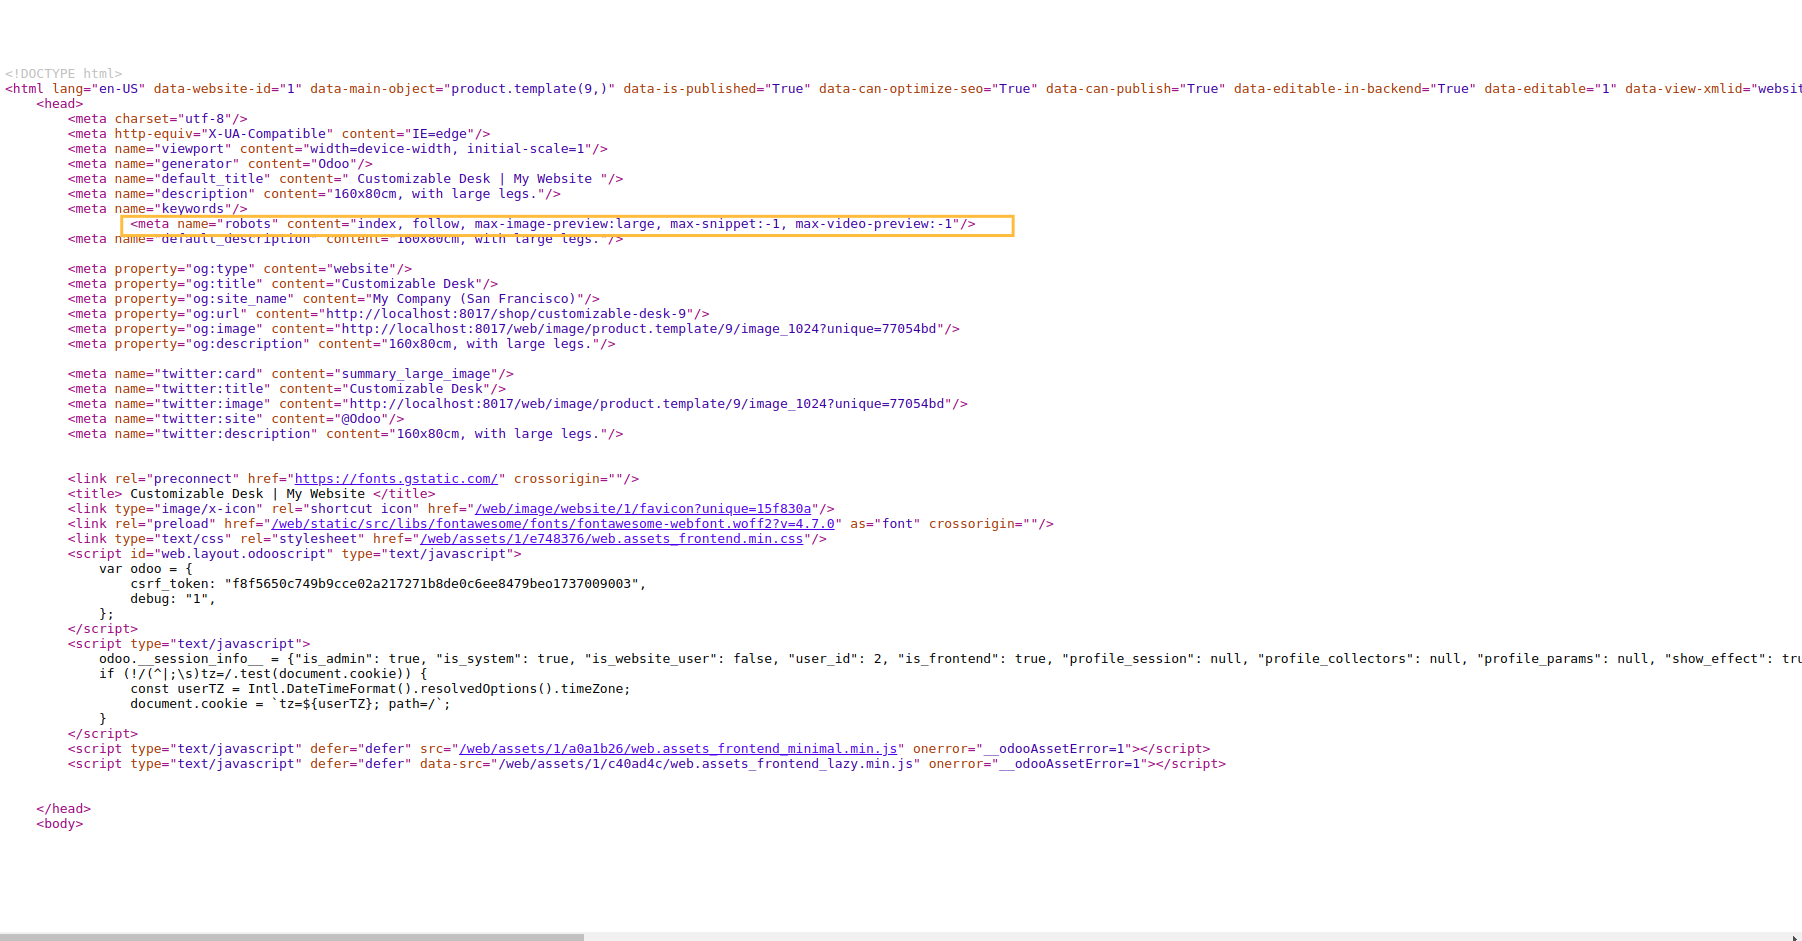 <!DOCTYPE html>
<html lang="en-US" data-website-id="1" data-main-object="product.template(9,)" data-is-published="True" data-can-optimize-seo="True" data-can-publish="True" data-editable-in-backend="True" data-editable="1" data-view-xmlid="websit
<head>
<meta charset="utf-8"/>
<meta http-equiv="X-UA-Compatible" content="IE=edge"/>
<meta name="viewport" content="width=device-width, initial-scale=1"/>
<meta name="generator" content="Odoo"/>
<meta name="default_title" content=" Customizable Desk | My Website "/>
<meta name="description" content="160x80cm, with large legs."/>
<meta name="keywords"/>
<meta name="robots" content="index, follow, max-image-preview:large, max-snippet:-1, max-video-preview:-1"/>
<meta name="default_description" content="160x80cm, with large legs."/>
<meta property="og:type" content="website"/>
<meta property="og:title" content="Customizable Desk"/>
<meta property="og:site_name" content="My Company (San Francisco)"/>
<meta property="og:url" content="http://localhost:8017/shop/customizable-desk-9"/>
<meta property="og:image" content="http://localhost:8017/web/image/product.template/9/image_1024?unique=77054bd"/>
<meta property="og:description" content="160x80cm, with large legs."/>
<meta name="twitter:card" content="summary_large_image"/>
<meta name="twitter:title" content="Customizable Desk"/>
<meta name="twitter:image" content="http://localhost:8017/web/image/product.template/9/image_1024?unique=77054bd"/>
<meta name="twitter:site" content="@Odoo"/>
<meta name="twitter:description" content="160x80cm, with large legs."/>
<link rel="preconnect" href="https://fonts.gstatic.com/" crossorigin=""/>
<title> Customizable Desk | My Website </title>
<link type="image/x-icon" rel="shortcut icon" href="/web/image/website/1/favicon?unique=15f830a"/>
<link rel="preload" href="/web/static/src/libs/fontawesome/fonts/fontawesome-webfont.woff2?v=4.7.0" as="font" crossorigin=""/>
<link type="text/css" rel="stylesheet" href="/web/assets/1/e748376/web.assets_frontend.min.css"/>
<script id="web.layout.odooscript" type="text/javascript">
var odoo = {
csrf_token: "f8f5650c749b9cce02a217271b8de0c6ee8479beo1737009003",
debug: "1",
};
</script>
<script type="text/javascript">
odoo.__session_info__ = {"is_admin": true, "is_system": true, "is_website_user": false, "user_id": 2, "is_frontend": true, "profile_session": null, "profile_collectors": null, "profile_params": null, "show_effect": tru
if (!/(^|;\s)tz=/.test(document.cookie)) {
const userTZ = Intl.DateTimeFormat().resolvedOptions().timeZone;
document.cookie = `tz=${userTZ}; path=/`;
}
</script>
<script type="text/javascript" defer="defer" src="/web/assets/1/a0a1b26/web.assets_frontend_minimal.min.js" onerror="__odooAssetError=1"></script>
<script type="text/javascript" defer="defer" data-src="/web/assets/1/c40ad4c/web.assets_frontend_lazy.min.js" onerror="__odooAssetError=1"></script>
</head>
<body>